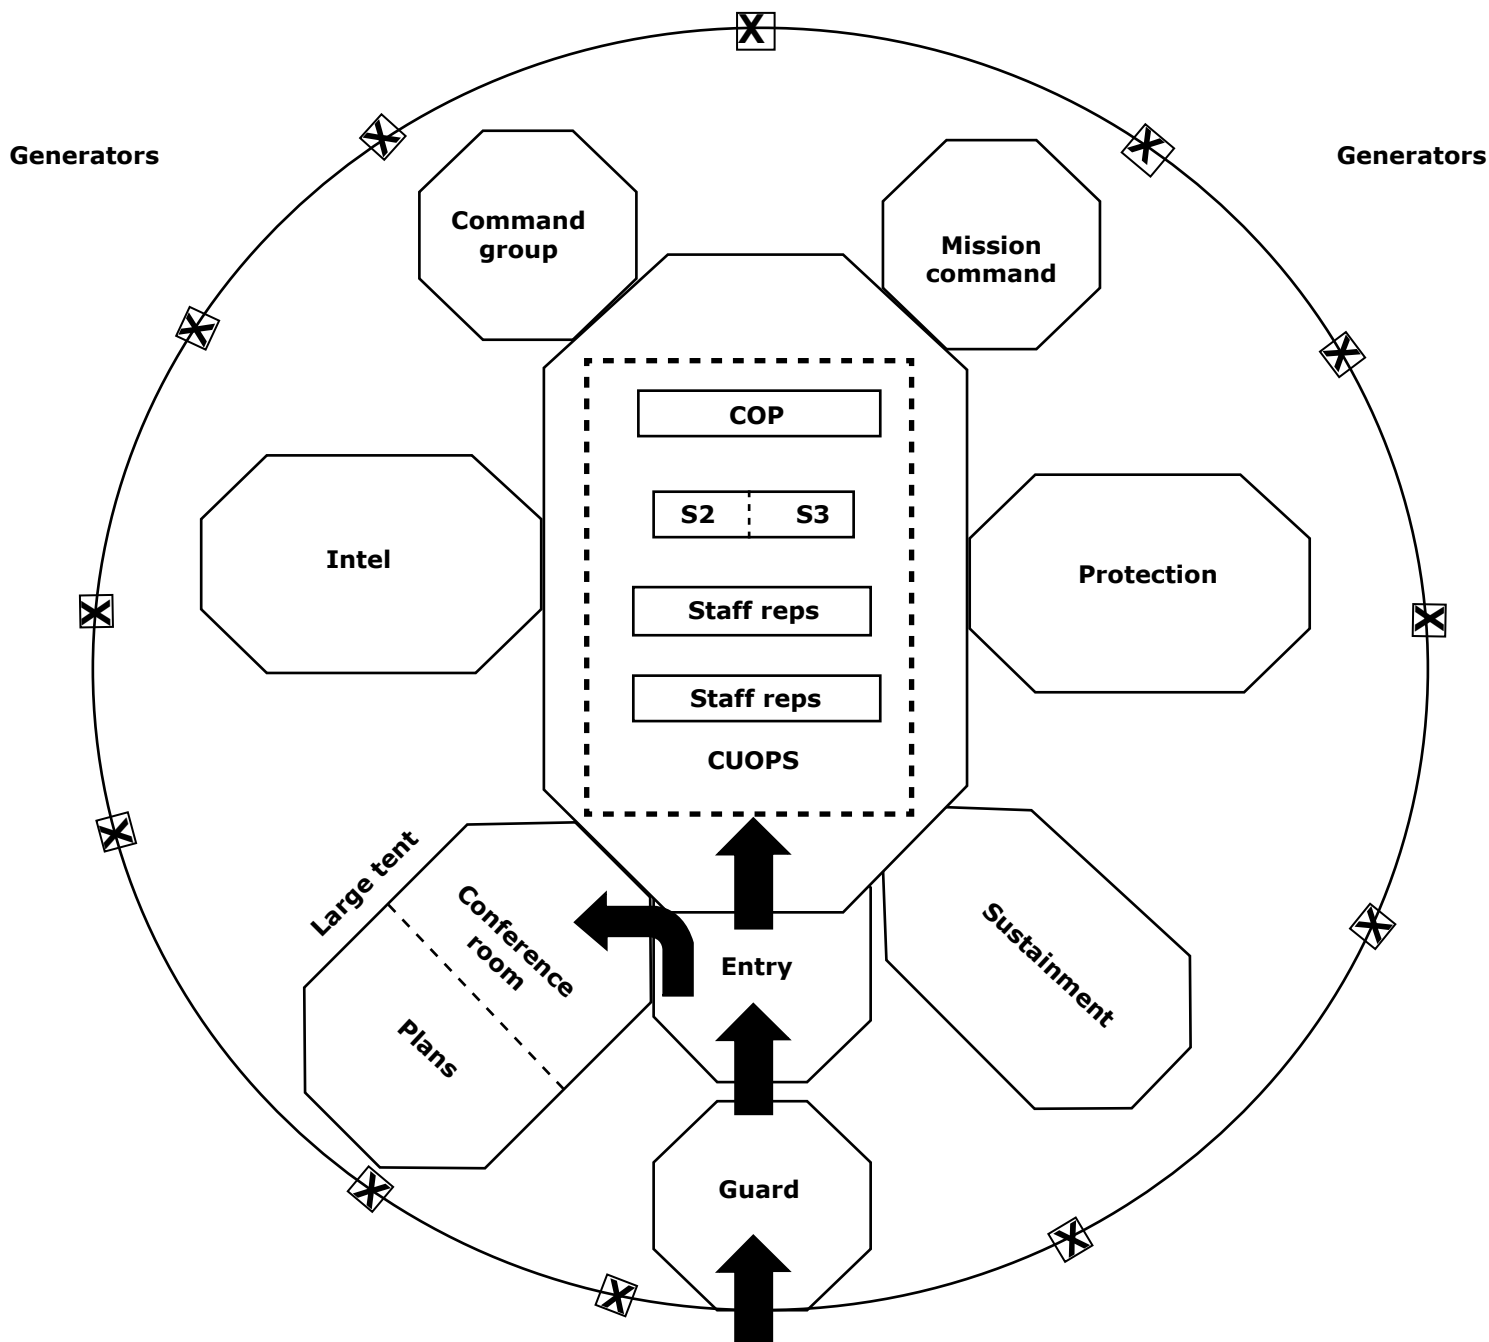 X
X
X
Generators
Generators
Command
group
Mission
command
X
X
COP
S2
S3
Intel
Protection
Staff reps
X
X
Staff reps
CUOPS
X
Large tent
Conference
room
Plans
Entry
Sustainment
X
Guard
X
X
X